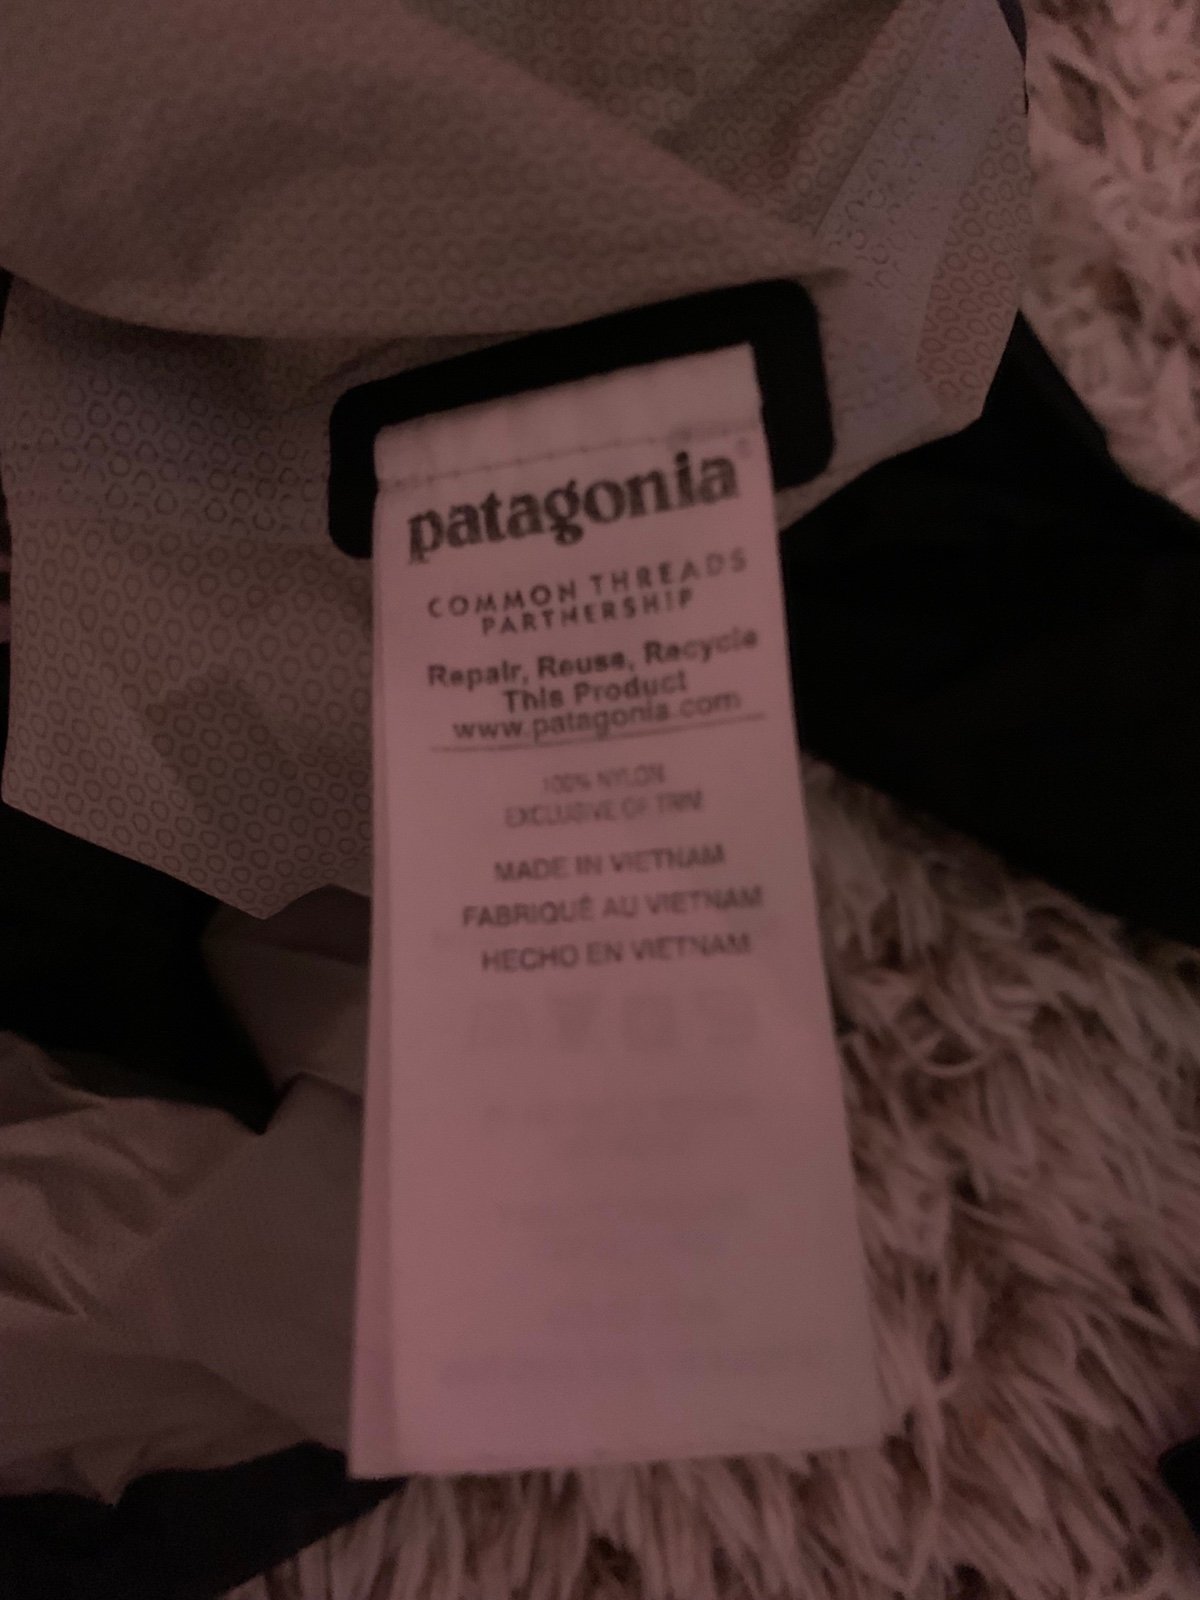 patagonia®
COMMON THREADS
PARTNERSHIP
Repair, Reuse, Recycle
This Product
www.patagonia.com
100% NYLON
EXCLUSIVE OF TRIM
MADE IN VIETNAM
FABRIQUÉ AU VIETNAM
HECHO EN VIETNAM